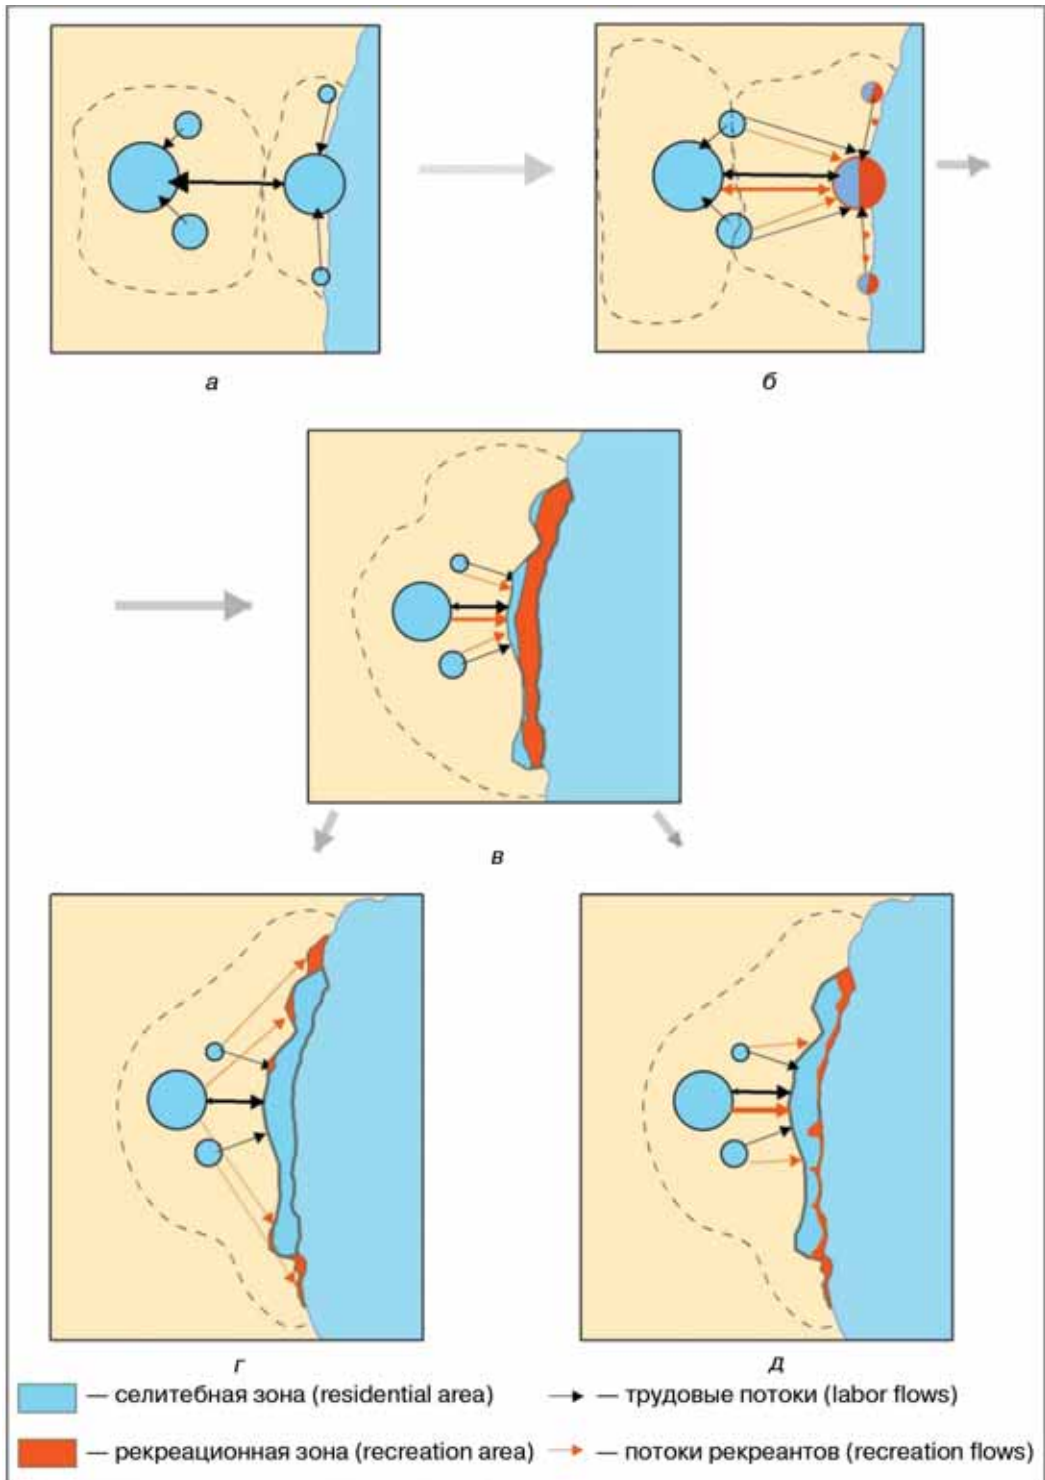 а
б
в
г
д
— селитебная зона (residential area)
— трудовые потоки (labor flows)
— рекреационная зона (recreation area)
— потоки рекреантов (recreation flows)